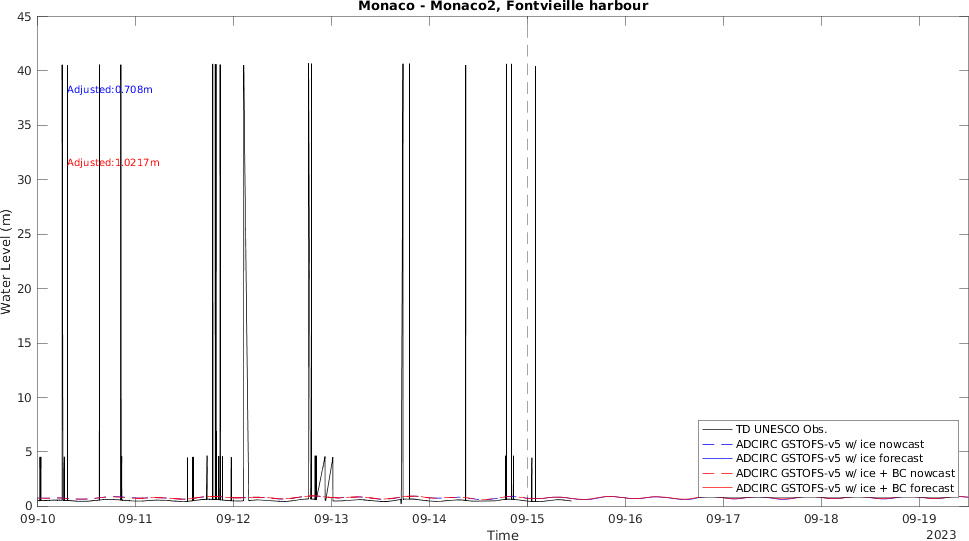 Monaco - Monaco2, Fontvieille harbour
45
40
35
30
25
20
15
10
5
0
Water Level (m)
Adjusted:0.708m
Adjusted:1.0217m
TD UNESCO Obs.
ADCIRC GSTOFS-v5 w/ ice nowcast
ADCIRC GSTOFS-v5 w/ ice forecast
ADCIRC GSTOFS-v5 w/ ice + BC nowcast
ADCIRC GSTOFS-v5 w/ ice + BC forecast
09-10 09-11 09-12 09-13 09-14 09-15 09-16 09-17 09-18 09-19
Time
2023